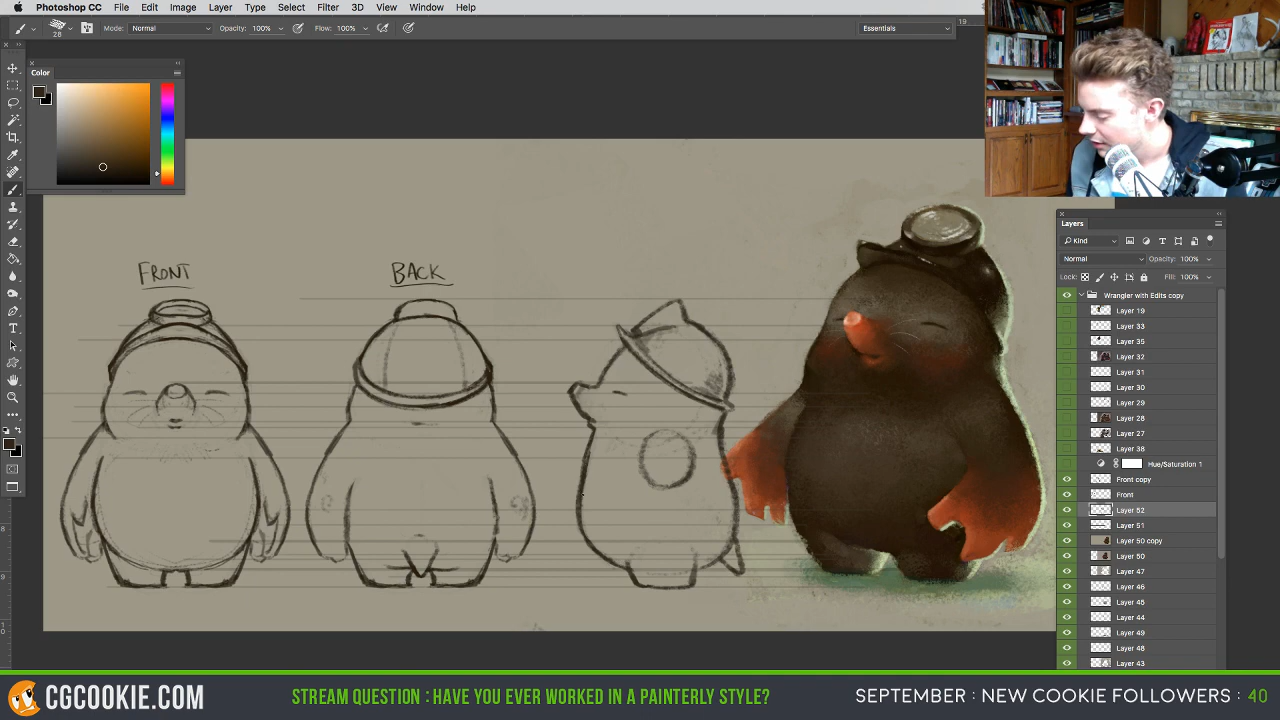 Photoshop CC File Edit Image Layer Type Select Filter 3D View Window Help
28 Mode: Normal Opacity: 100% Flow: 100% Essentials
19
Color
FRONT
BACK
Layers
Kind
Normal Opacity: 100%
Lock: Fill: 100%
Wrangler with Edits copy
Layer 19
Layer 33
Layer 35
Layer 32
Layer 31
Layer 30
Layer 29
Layer 28
Layer 27
Layer 38
Hue/Saturation 1
Front copy
Front
Layer 52
Layer 51
Layer 50 copy
Layer 50
Layer 47
Layer 46
Layer 45
Layer 44
Layer 49
Layer 48
Layer 43
8
9
10
CGCOOKIE.COM
STREAM QUESTION : HAVE YOU EVER WORKED IN A PAINTERLY STYLE?
SEPTEMBER : NEW COOKIE FOLLOWERS : 40